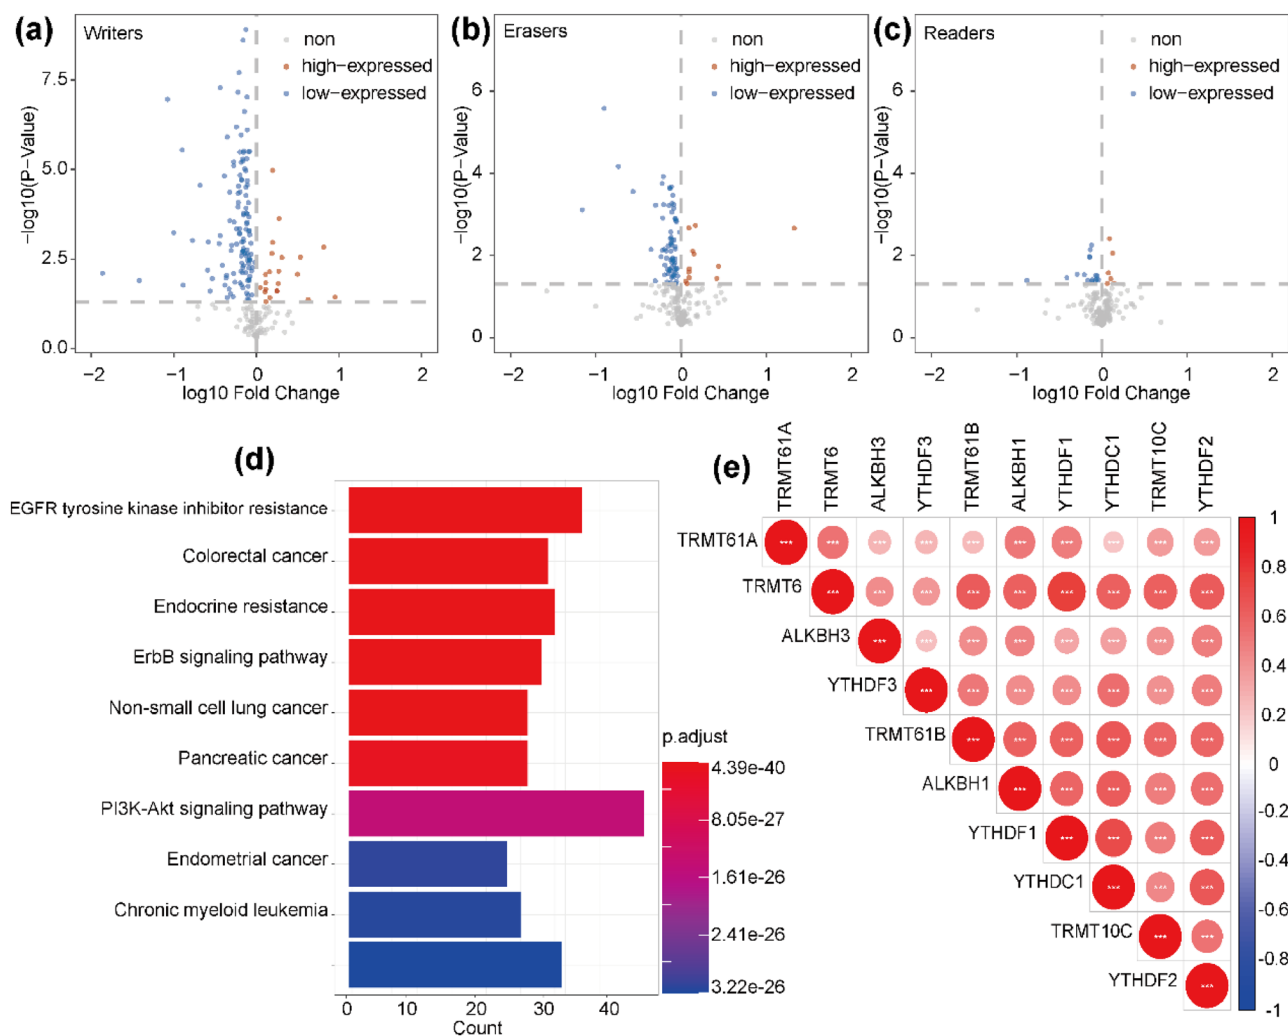 (a)
Writers
non
high-expressed
low-expressed
7.5
5.0
2.5
0.0
-log10(P-Value)
-2
-1
0
1
2
log10 Fold Change
(b)
Erasers
non
high-expressed
low-expressed
6
4
2
0
-log10(P-Value)
-2
-1
0
1
2
log10 Fold Change
(c)
Readers
non
high-expressed
low-expressed
6
4
2
0
-log10(P-Value)
-2
-1
0
1
2
log10 Fold Change
(d)
EGFR tyrosine kinase inhibitor resistance
Colorectal cancer
Endocrine resistance
ErbB signaling pathway
Non-small cell lung cancer
Pancreatic cancer
PI3K-Akt signaling pathway
Endometrial cancer
Chronic myeloid leukemia
0
10
20
30
40
Count
p.adjust
4.39e-40
8.05e-27
1.61e-26
2.41e-26
3.22e-26
(e)
TRMT61A
TRMT6
ALKBH3
YTHDF3
TRMT61B
ALKBH1
YTHDF1
YTHDC1
TRMT10C
YTHDF2
TRMT61A *** *** *** *** *** *** *** *** *** ***
TRMT6 *** *** *** *** *** *** *** *** ***
ALKBH3 *** *** *** *** *** *** *** ***
YTHDF3 *** *** *** *** *** *** ***
TRMT61B *** *** *** *** *** ***
ALKBH1 *** *** *** *** ***
YTHDF1 *** *** *** ***
YTHDC1 *** *** ***
TRMT10C *** ***
YTHDF2 ***
1
0.8
0.6
0.4
0.2
0
-0.2
-0.4
-0.6
-0.8
-1